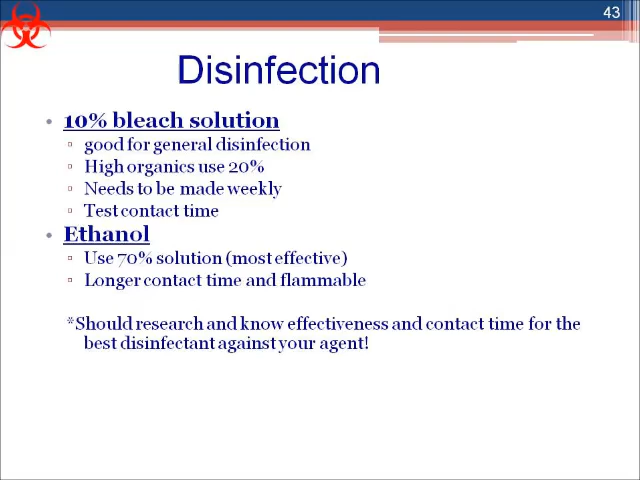 43
Disinfection
• 10% bleach solution
▫ good for general disinfection
▫ High organics use 20%
▫ Needs to be made weekly
▫ Test contact time
• Ethanol
▫ Use 70% solution (most effective)
▫ Longer contact time and flammable
*Should research and know effectiveness and contact time for the
best disinfectant against your agent!